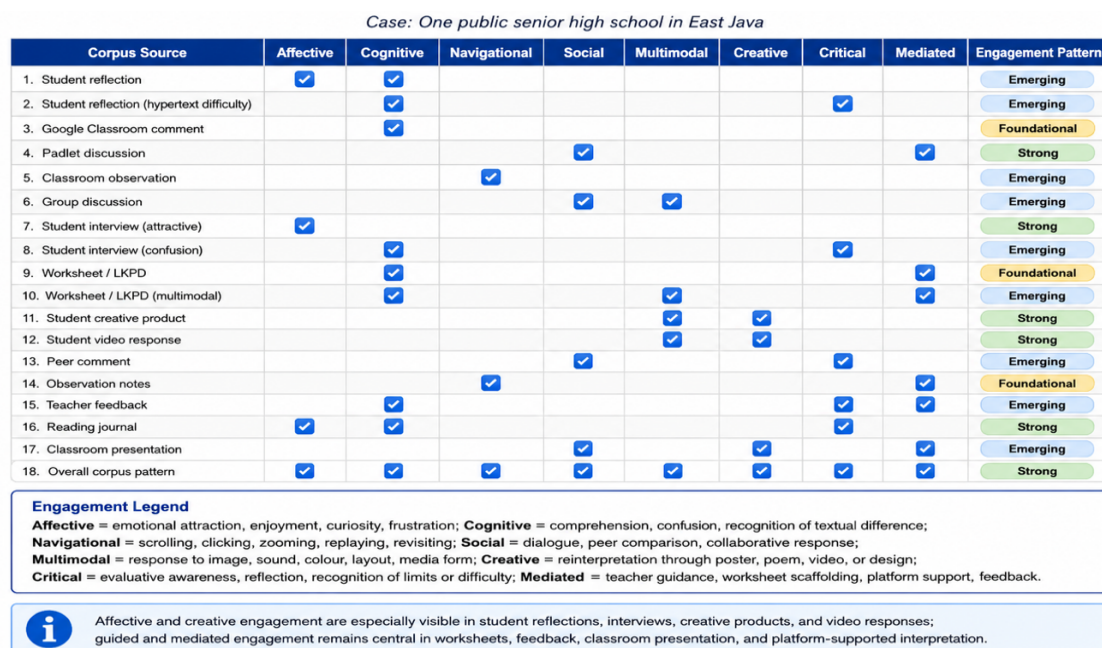 Case: One public senior high school in East Java
Corpus Source Affective Cognitive Navigational Social Multimodal Creative Critical Mediated Engagement Pattern
1. Student reflection Emerging
2. Student reflection (hypertext difficulty) Emerging
3. Google Classroom comment Foundational
4. Padlet discussion Strong
5. Classroom observation Emerging
6. Group discussion Emerging
7. Student interview (attractive) Strong
8. Student interview (confusion) Emerging
9. Worksheet / LKPD Foundational
10. Worksheet / LKPD (multimodal) Emerging
11. Student creative product Strong
12. Student video response Strong
13. Peer comment Emerging
14. Observation notes Foundational
15. Teacher feedback Emerging
16. Reading journal Strong
17. Classroom presentation Emerging
18. Overall corpus pattern Strong
Engagement Legend
Affective = emotional attraction, enjoyment, curiosity, frustration; Cognitive = comprehension, confusion, recognition of textual difference;
Navigational = scrolling, clicking, zooming, replaying, revisiting; Social = dialogue, peer comparison, collaborative response;
Multimodal = response to image, sound, colour, layout, media form; Creative = reinterpretation through poster, poem, video, or design;
Critical = evaluative awareness, reflection, recognition of limits or difficulty; Mediated = teacher guidance, worksheet scaffolding, platform support, feedback.
i Affective and creative engagement are especially visible in student reflections, interviews, creative products, and video responses;
guided and mediated engagement remains central in worksheets, feedback, classroom presentation, and platform-supported interpretation.